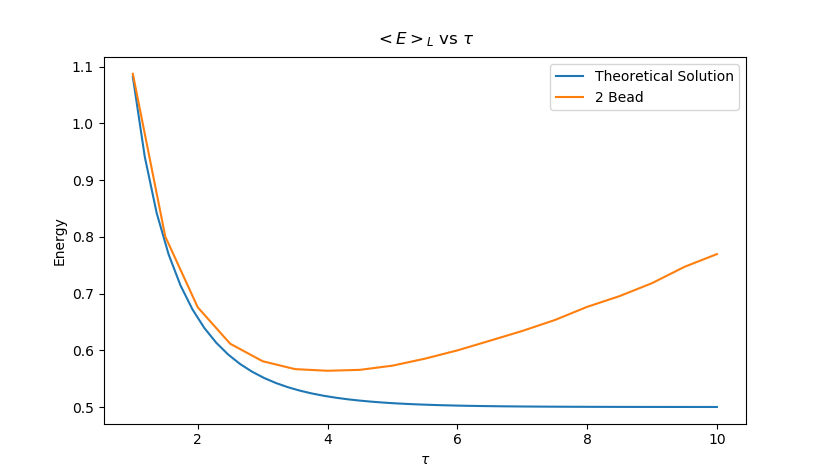 < E >_L vs τ
Theoretical Solution
2 Bead
Energy
1.1
1.0
0.9
0.8
0.7
0.6
0.5
2
4
6
8
10
τ